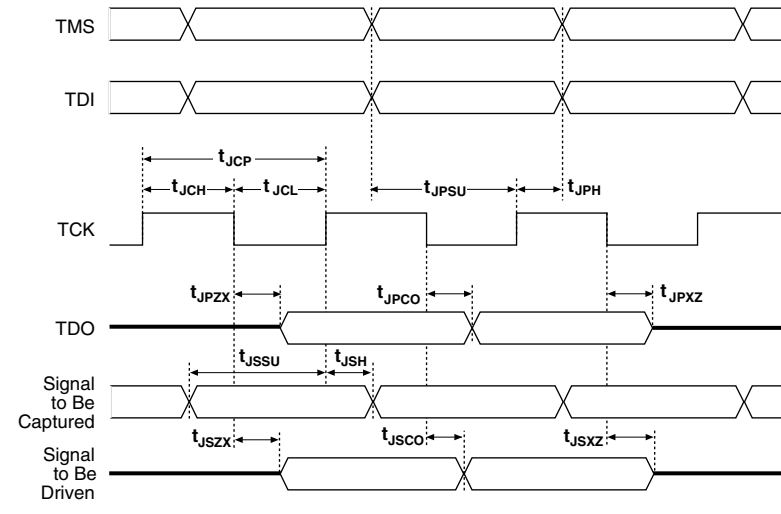 TMS
TDI
tJCP
tJCH
tJCL
tJPSU
tJPH
TCK
tJPZX
tJPCO
tJPXZ
TDO
tJSSU
tJSH
Signal
to Be
Captured
tJSZX
tJSCO
tJSXZ
Signal
to Be
Driven